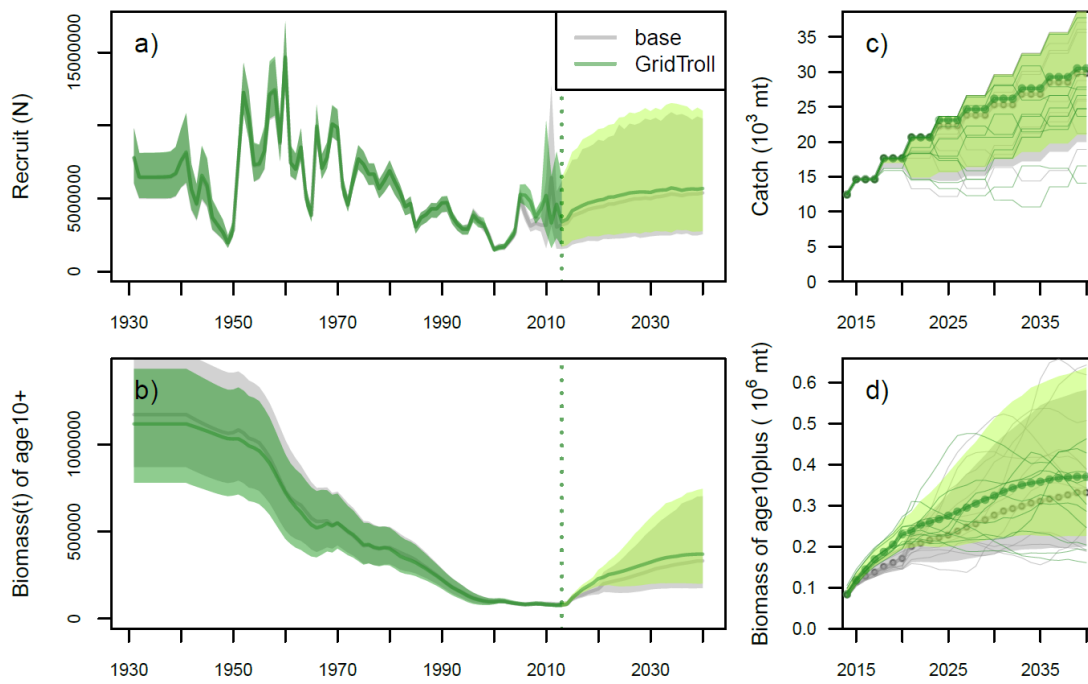 a)
base
GridTroll
Recruit (N)
15000000
10000000
5000000
0
1930 1950 1970 1990 2010 2030
c)
Catch (10³ mt)
35
30
25
20
15
10
5
0
2015 2025 2035
b)
Biomass(t) of age10+
1000000
500000
0
1930 1950 1970 1990 2010 2030
d)
Biomass of age10plus ( 10⁶ mt)
0.6
0.5
0.4
0.3
0.2
0.1
0.0
2015 2025 2035